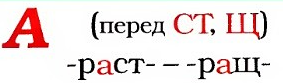 А (перед СТ, Щ)
-раст- – -ращ-